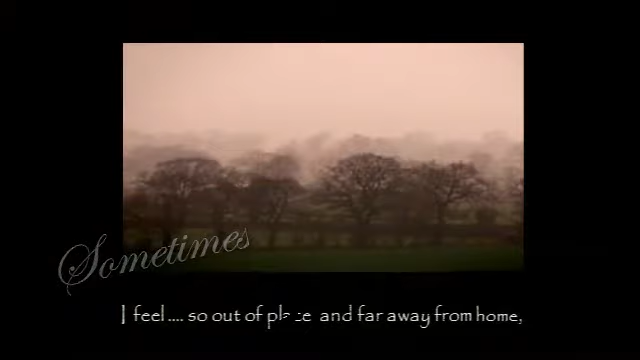 Sometimes
I feel .... so out of place and far away from home,